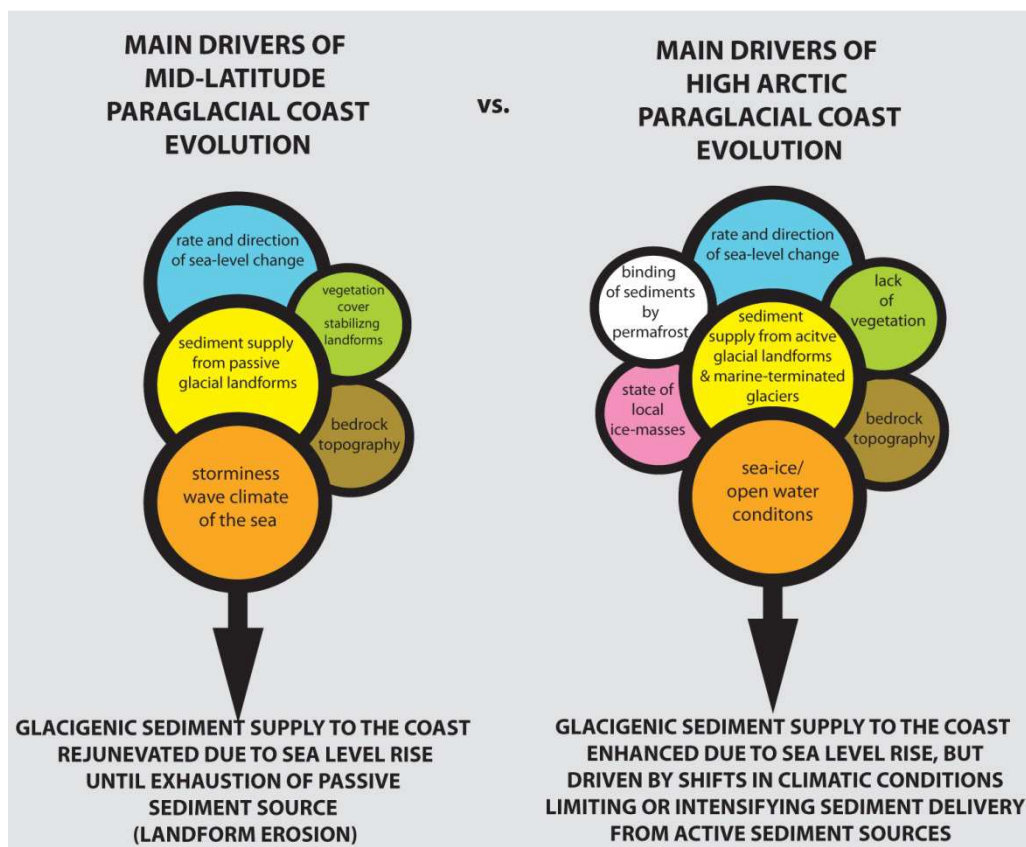 MAIN DRIVERS OF
MID-LATITUDE
PARAGLACIAL COAST
EVOLUTION
rate and direction
of sea-level change
vegetation
cover
stabilizng
landforms
sediment supply
from passive
glacial landforms
bedrock
topography
storminess
wave climate
of the sea
GLACIGENIC SEDIMENT SUPPLY TO THE COAST
REJUNEVATED DUE TO SEA LEVEL RISE
UNTIL EXHAUSTION OF PASSIVE
SEDIMENT SOURCE
(LANDFORM EROSION)
vs.
MAIN DRIVERS OF
HIGH ARCTIC
PARAGLACIAL COAST
EVOLUTION
rate and direction
of sea-level change
binding
of sediments
by
permafrost
lack
of
vegetation
sediment
supply from acitve
glacial landforms
& marine-terminated
glaciers
state of
local
ice-masses
bedrock
topography
sea-ice/
open water
conditons
GLACIGENIC SEDIMENT SUPPLY TO THE COAST
ENHANCED DUE TO SEA LEVEL RISE, BUT
DRIVEN BY SHIFTS IN CLIMATIC CONDITIONS
LIMITING OR INTENSIFYING SEDIMENT DELIVERY
FROM ACTIVE SEDIMENT SOURCES